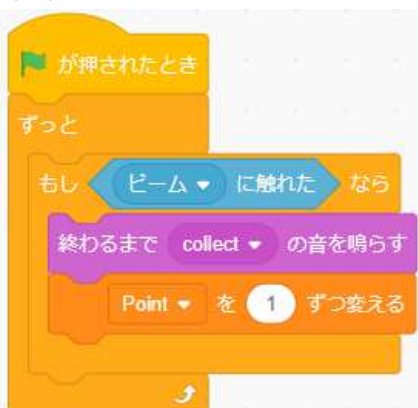 が押されたとき
ずっと
もし ビーム に触れた なら
終わるまで collect の音を鳴らす
Point を 1 ずつ変える